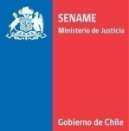 SENAME
Ministerio de Justicia
Gobierno de Chile